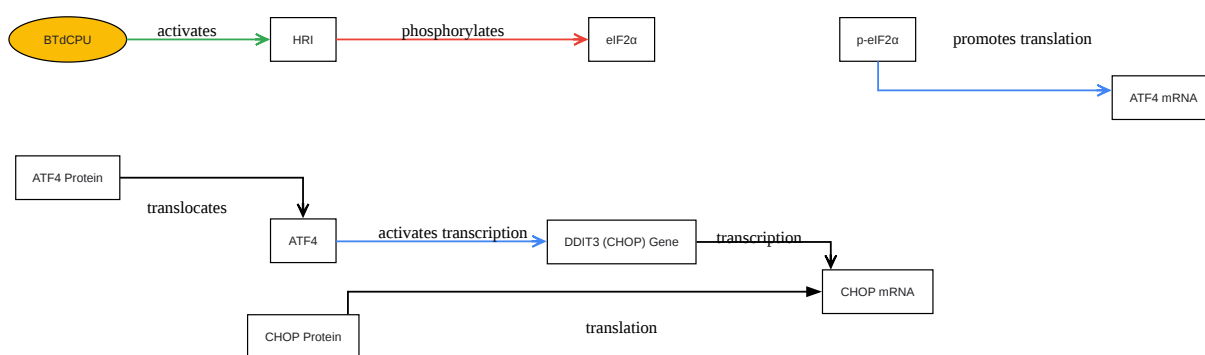 BTdCPU
activates
HRI
phosphorylates
eIF2α
p-eIF2α
promotes translation
ATF4 mRNA
ATF4 Protein
translocates
ATF4
activates transcription
DDIT3 (CHOP) Gene
transcription
CHOP mRNA
CHOP Protein
translation